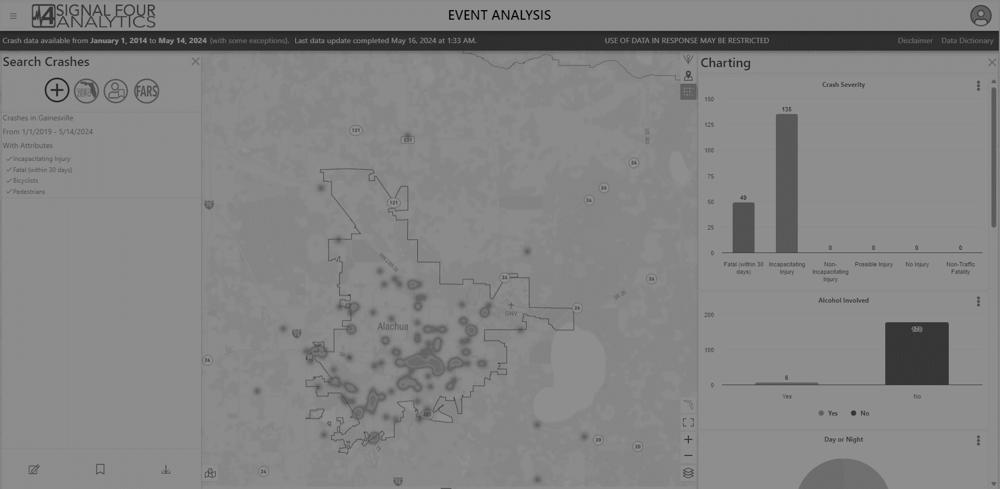 SIGNAL FOUR
ANALYTICS
EVENT ANALYSIS
Crash data available from January 1, 2014 to May 14, 2024 (with some exceptions). Last data update completed May 16, 2024 at 1:33 AM.
USE OF DATA IN RESPONSE MAY BE RESTRICTED
Disclaimer
Data Dictionary
Search Crashes
TARGET
ZERO
FARS
Crashes in Gainesville
From 1/1/2019 - 5/14/2024
With Attributes
Incapacitating Injury
Fatal (within 30 days)
Bicyclists
Pedestrians
121
231
US 301
24
24
24
121
75
NW 13th St
24
26
SR 26
GNV
26
Alachua
75
SR 26
26
331
20
20
75
24
75
Charting
Crash Severity
150
125
100
75
50
25
0
49
135
0
0
0
0
Fatal (within 30
days)
Incapacitating
Injury
Non-
Incapacitating
Injury
Possible Injury
No Injury
Non-Traffic
Fatality
Alcohol Involved
200
100
0
6
178
Yes
No
Yes
No
Day or Night